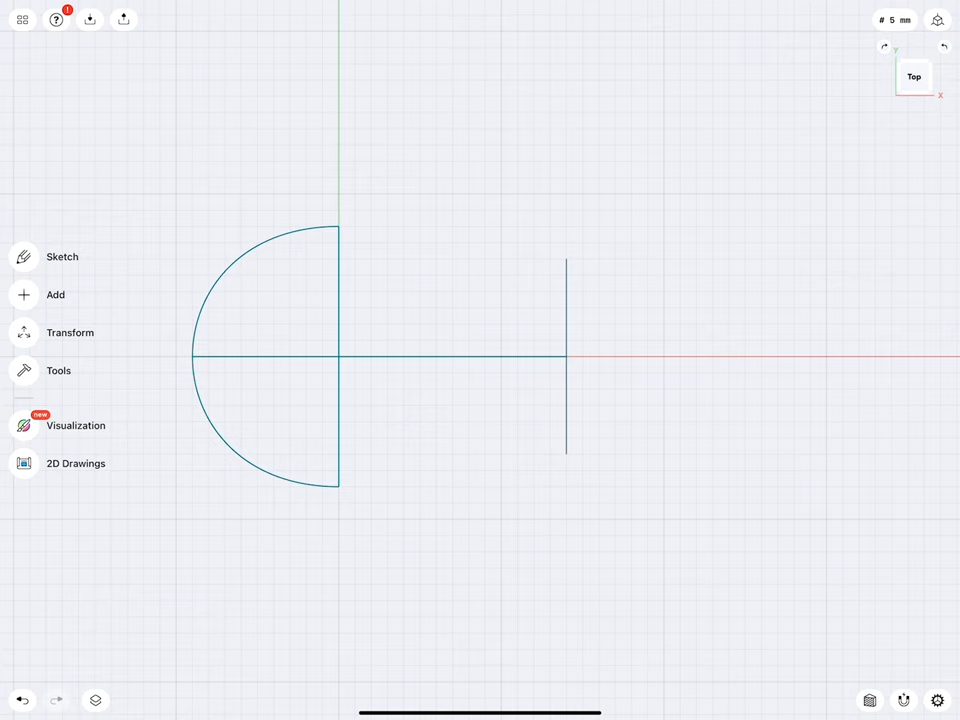 !
?
# 5 mm
Y
Top
X
Sketch
Add
Transform
Tools
new
Visualization
2D Drawings